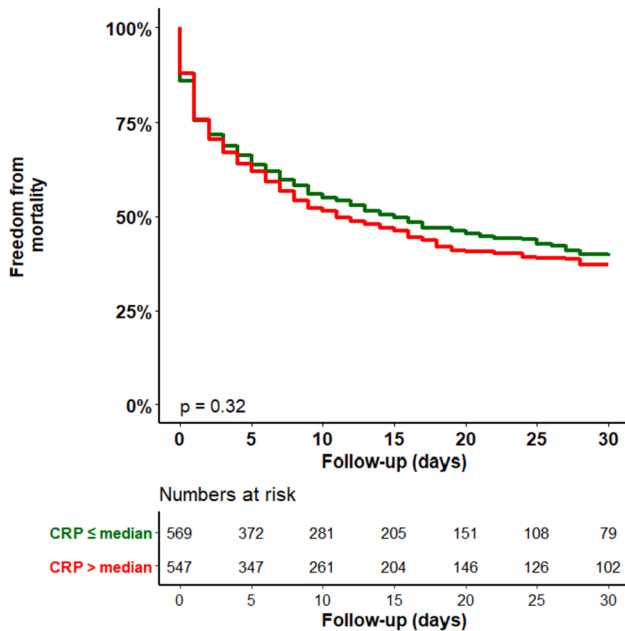 Freedom from
mortality
100%
75%
50%
25%
0%
p = 0.32
0 5 10 15 20 25 30
Follow-up (days)
Numbers at risk
CRP ≤ median 569 372 281 205 151 108 79
CRP > median 547 347 261 204 146 126 102
0 5 10 15 20 25 30
Follow-up (days)